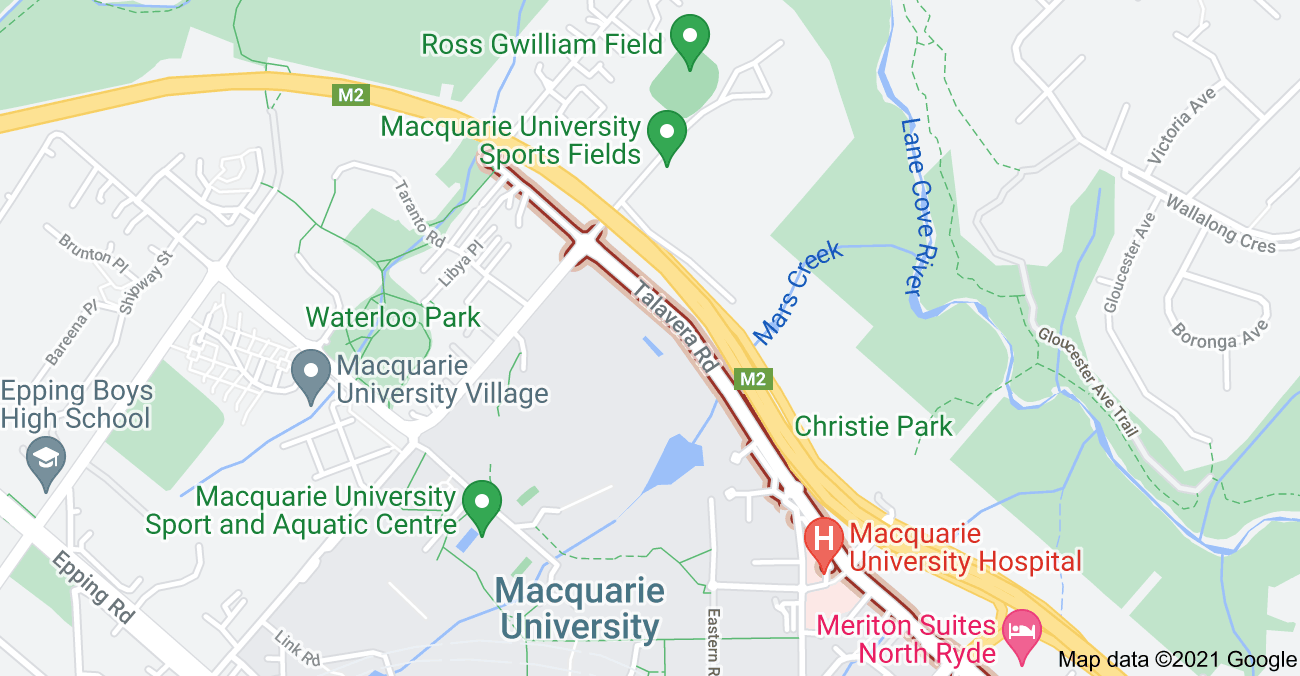 Ross Gwilliam Field
M2
Macquarie University
Sports Fields
Lane Cove River
Victoria Ave
Wallalong Cres
Gloucester Ave
Boronga Ave
Gloucester Ave Trail
Mars Creek
Taranto Rd
Libya Pl
Brunton Pl
Shipway St
Bareena Pl
Talavera Rd
Waterloo Park
Macquarie
University Village
M2
Epping Boys
High School
Christie Park
Macquarie University
Sport and Aquatic Centre
H
Macquarie
University Hospital
Epping Rd
Macquarie
University
Eastern R
Link Rd
Meriton Suites
North Ryde
Map data ©2021 Google